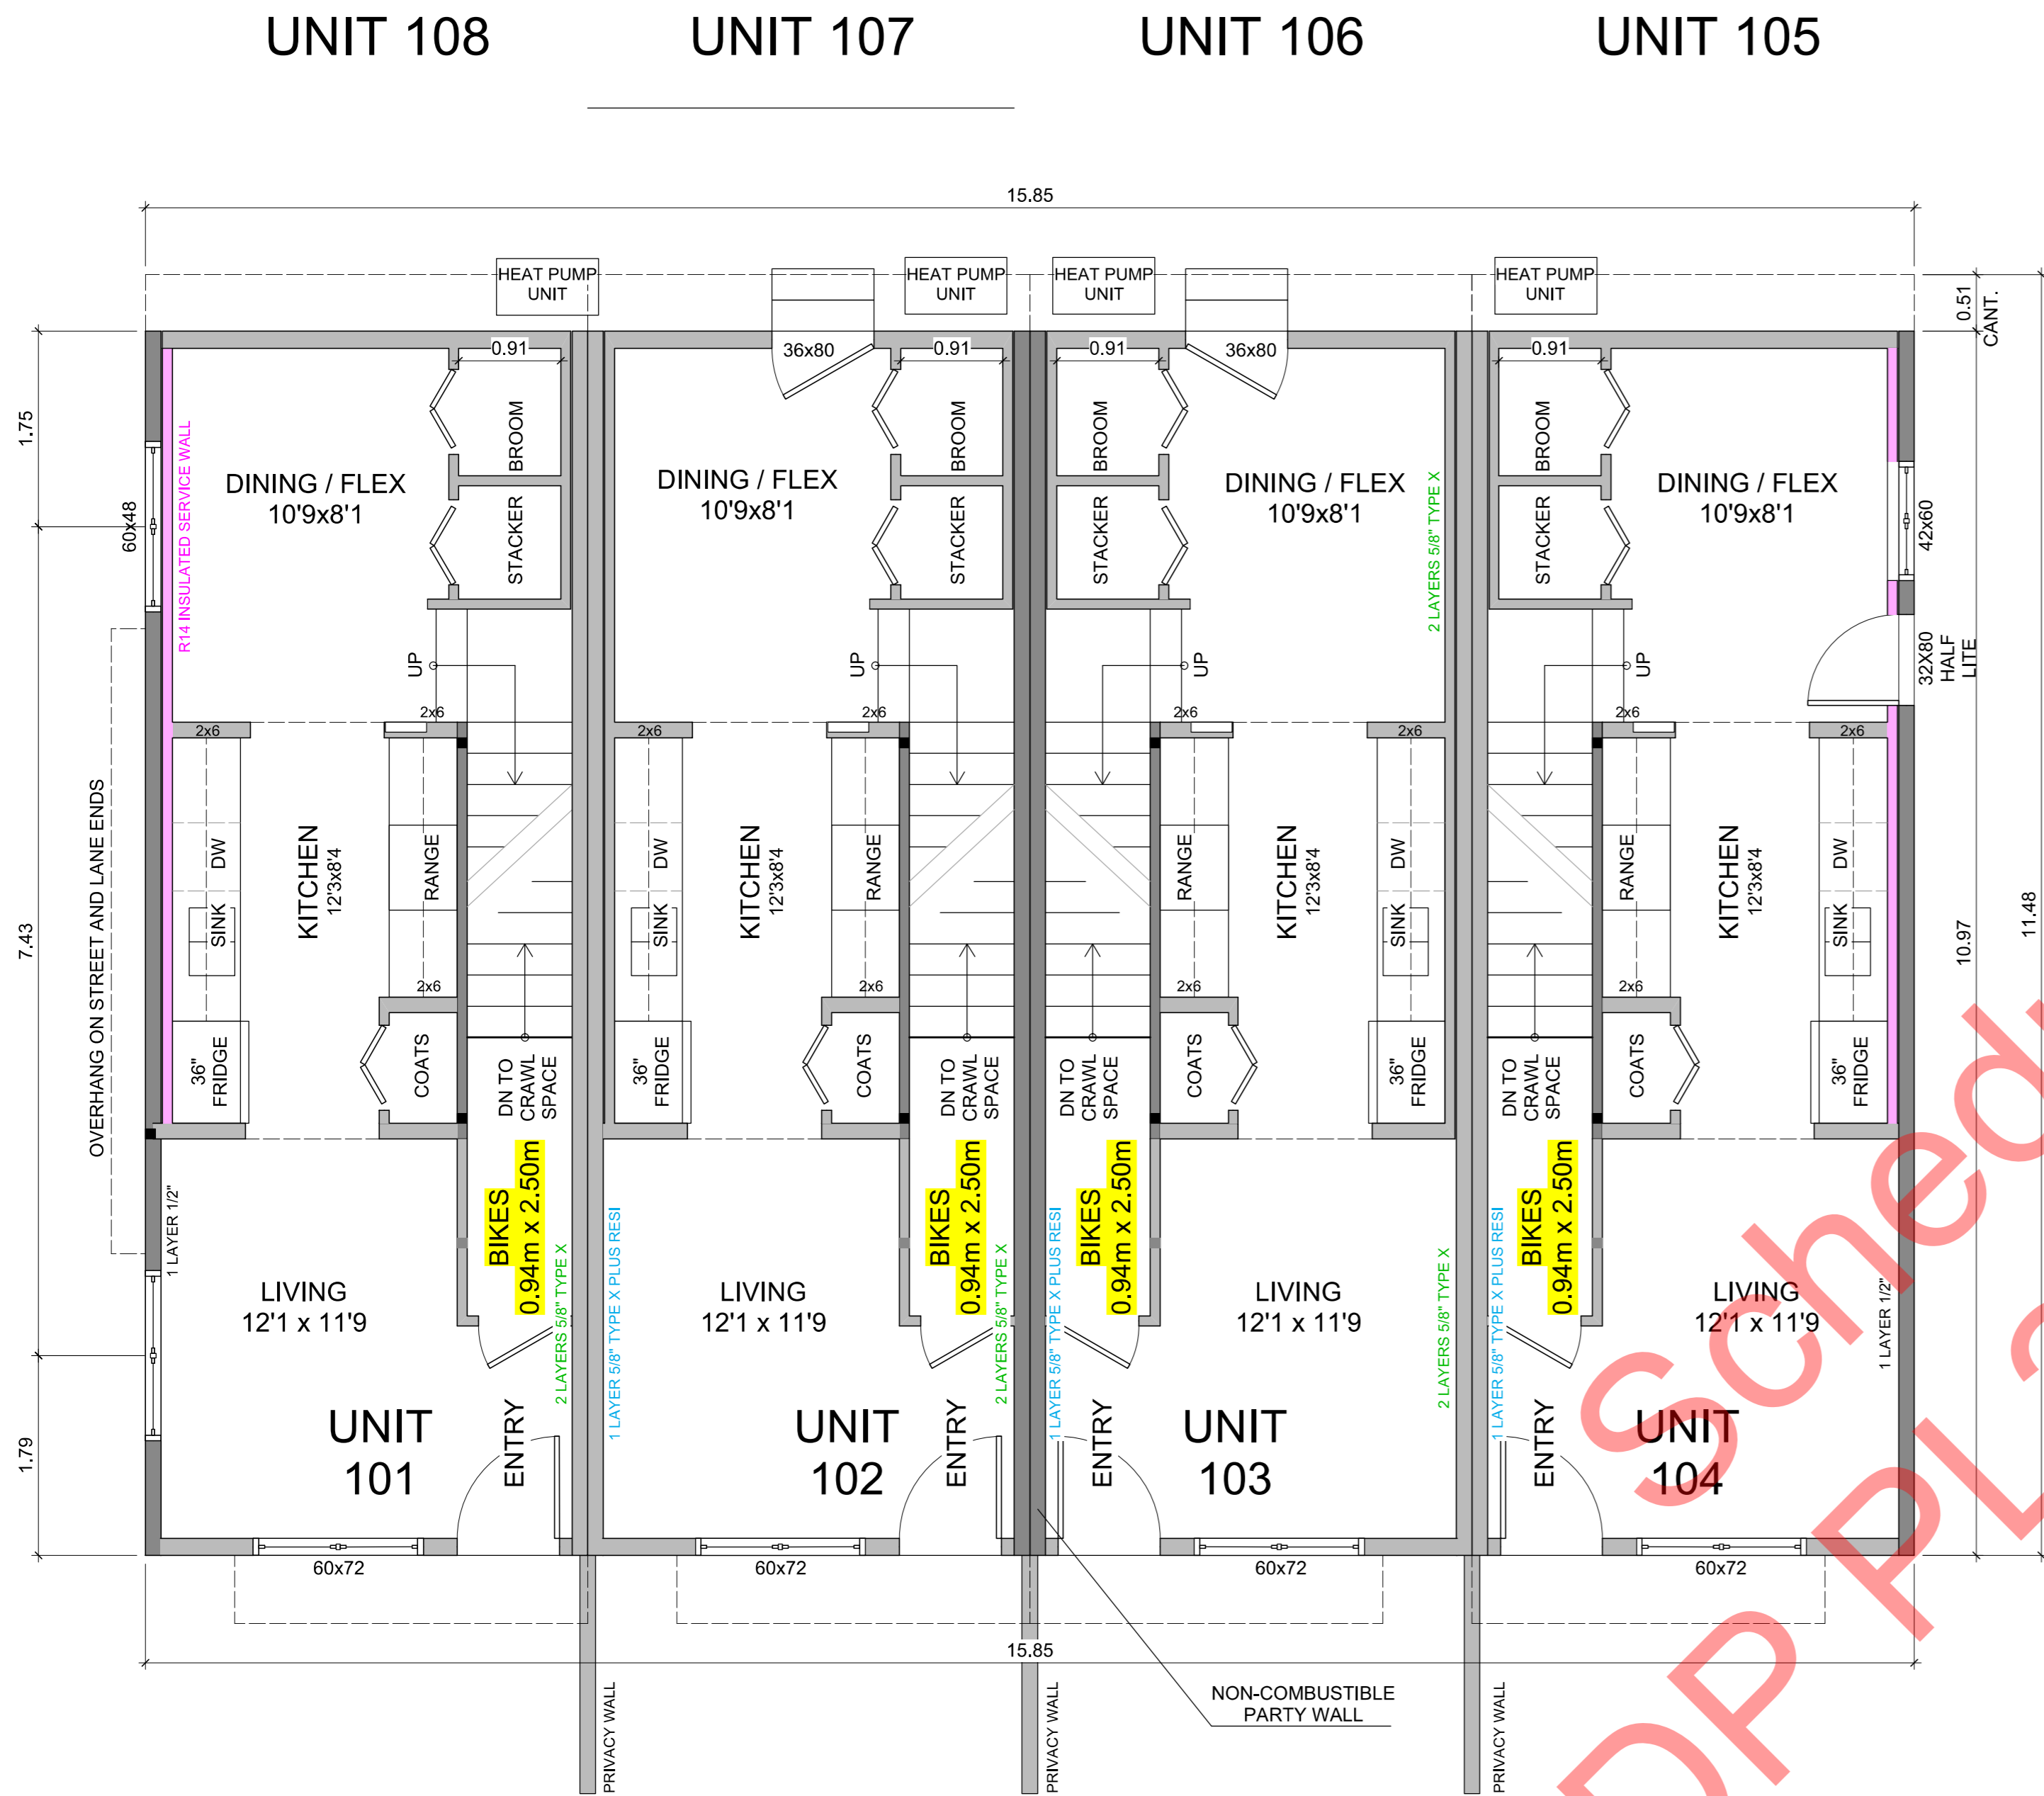 UNIT 108
UNIT 107
UNIT 106
UNIT 105
15.85
HEAT PUMP
UNIT
HEAT PUMP
UNIT
HEAT PUMP
UNIT
HEAT PUMP
UNIT
0.51
CANT.
0.91
36x80
0.91
0.91
36x80
0.91
1.75
60x48
R14 INSULATED SERVICE WALL
DINING / FLEX
10'9x8'1
BROOM
STACKER
DINING / FLEX
10'9x8'1
BROOM
STACKER
BROOM
STACKER
DINING / FLEX
10'9x8'1
2 LAYERS 5/8" TYPE X
BROOM
STACKER
DINING / FLEX
10'9x8'1
42x60
32X80
HALF
LITE
UP
UP
UP
UP
2x6
2x6
2x6
2x6
2x6
2x6
2x6
2x6
7.43
OVERHANG ON STREET AND LANE ENDS
DW
SINK
KITCHEN
12'3x8'4
RANGE
DW
SINK
KITCHEN
12'3x8'4
RANGE
RANGE
KITCHEN
12'3x8'4
DW
SINK
RANGE
KITCHEN
12'3x8'4
DW
SINK
10.97
11.48
2x6
2x6
2x6
2x6
36"
FRIDGE
COATS
DN TO
CRAWL
SPACE
36"
FRIDGE
COATS
DN TO
CRAWL
SPACE
DN TO
CRAWL
SPACE
COATS
36"
FRIDGE
DN TO
CRAWL
SPACE
COATS
36"
FRIDGE
1 LAYER 1/2"
BIKES
0.94m x 2.50m
2 LAYERS 5/8" TYPE X
1 LAYER 5/8" TYPE X PLUS RESI
BIKES
0.94m x 2.50m
2 LAYERS 5/8" TYPE X
1 LAYER 5/8" TYPE X PLUS RESI
BIKES
0.94m x 2.50m
2 LAYERS 5/8" TYPE X
1 LAYER 5/8" TYPE X PLUS RESI
BIKES
0.94m x 2.50m
1 LAYER 1/2"
LIVING
12'1 x 11'9
LIVING
12'1 x 11'9
LIVING
12'1 x 11'9
LIVING
12'1 x 11'9
1.79
UNIT
101
ENTRY
UNIT
102
ENTRY
ENTRY
UNIT
103
ENTRY
UNIT
104
60x72
60x72
60x72
60x72
15.85
PRIVACY WALL
PRIVACY WALL
PRIVACY WALL
NON-COMBUSTIBLE
PARTY WALL